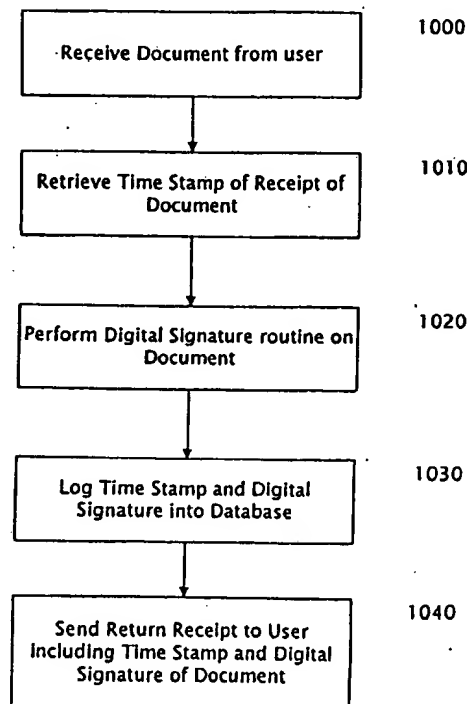 1000
Receive Document from user
1010
Retrieve Time Stamp of Receipt of
Document
1020
Perform Digital Signature routine on
Document
1030
Log Time Stamp and Digital
Signature into Database
1040
Send Return Receipt to User
including Time Stamp and Digital
Signature of Document